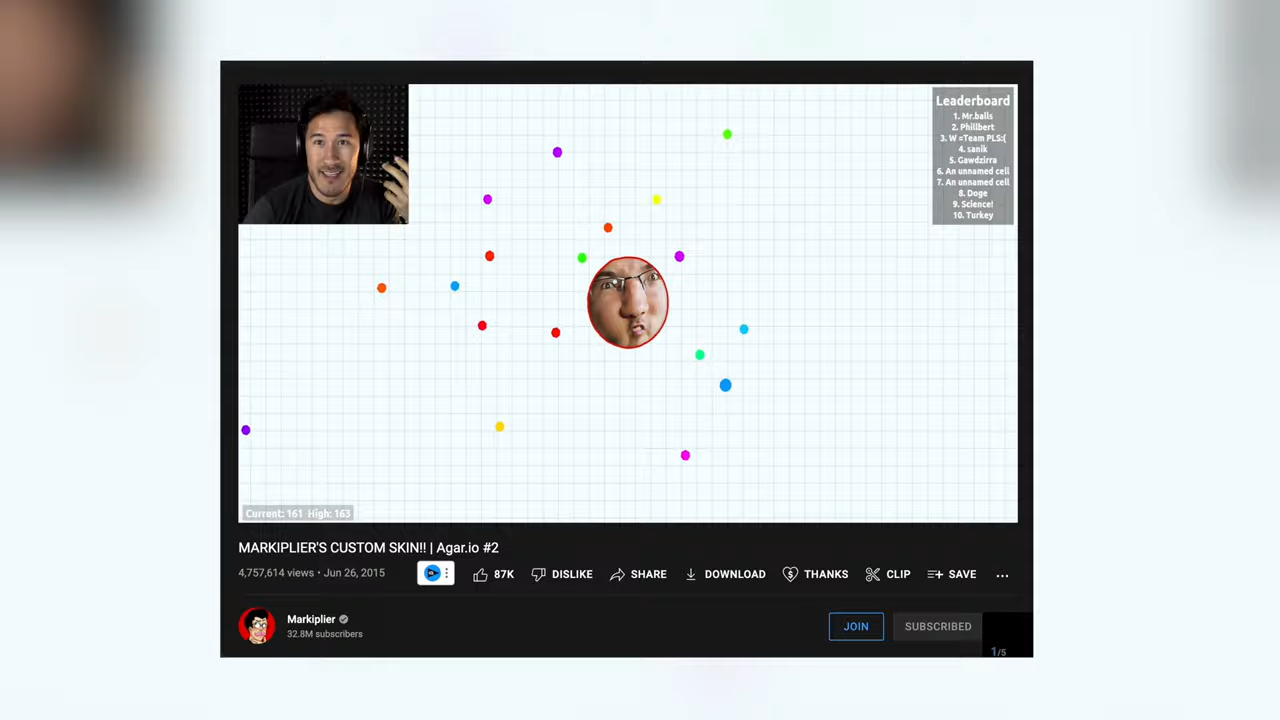 Leaderboard
1. Mr.balls
2. Phillbert
3. W =Team PLS:(
4. sanik
5. Gawdzirra
6. An unnamed cell
7. An unnamed cell
8. Doge
9. Science!
10. Turkey
Current: 161 High: 163
MARKIPLIER'S CUSTOM SKIN!! | Agar.io #2
4,757,614 views • Jun 26, 2015
87K
DISLIKE
SHARE
DOWNLOAD
THANKS
CLIP
SAVE
Markiplier
32.8M subscribers
JOIN
SUBSCRIBED
1/5